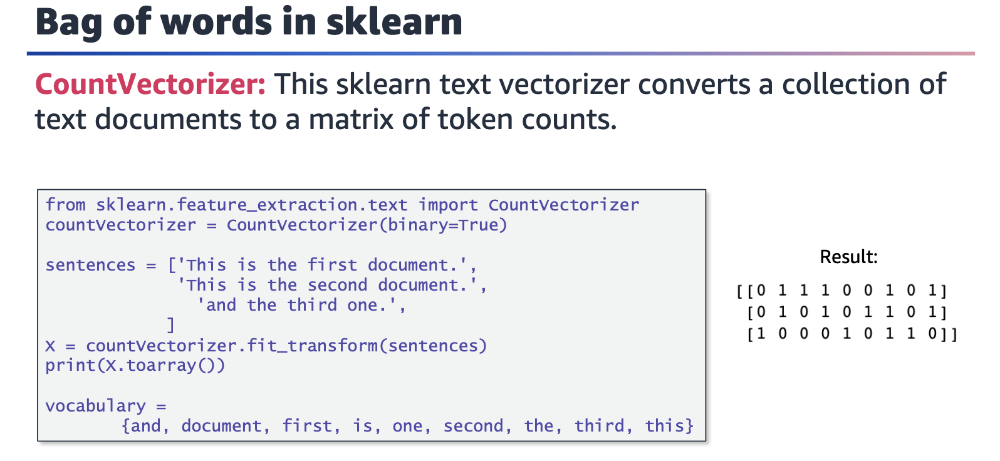 Bag of words in sklearn
CountVectorizer: This sklearn text vectorizer converts a collection of
text documents to a matrix of token counts.
from sklearn.feature_extraction.text import CountVectorizer
countVectorizer = CountVectorizer(binary=True)
sentences = ['This is the first document.',
'This is the second document.',
'and the third one.',
]
X = countVectorizer.fit_transform(sentences)
print(X.toarray())
vocabulary =
{and, document, first, is, one, second, the, third, this}
Result:
[[0 1 1 1 0 0 1 0 1]
[0 1 0 1 0 1 1 0 1]
[1 0 0 0 1 0 1 1 0]]